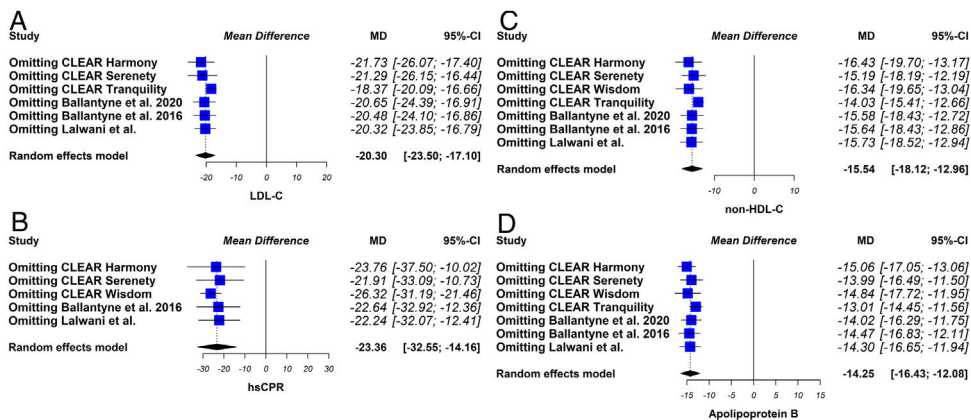 A
Study Mean Difference MD 95%-CI
Omitting CLEAR Harmony -21.73 [-26.07; -17.40]
Omitting CLEAR Serenety -21.29 [-26.15; -16.44]
Omitting CLEAR Tranquility -18.37 [-20.09; -16.66]
Omitting Ballantyne et al. 2020 -20.65 [-24.39; -16.91]
Omitting Ballantyne et al. 2016 -20.48 [-24.10; -16.86]
Omitting Lalwani et al. -20.32 [-23.85; -16.79]
Random effects model -20.30 [-23.50; -17.10]
-20 -10 0 10 20
LDL-C
B
Study Mean Difference MD 95%-CI
Omitting CLEAR Harmony -23.76 [-37.50; -10.02]
Omitting CLEAR Serenety -21.91 [-33.09; -10.73]
Omitting CLEAR Wisdom -26.32 [-31.19; -21.46]
Omitting Ballantyne et al. 2016 -22.64 [-32.92; -12.36]
Omitting Lalwani et al. -22.24 [-32.07; -12.41]
Random effects model -23.36 [-32.55; -14.16]
-30 -20 -10 0 10 20 30
hsCPR
C
Study Mean Difference MD 95%-CI
Omitting CLEAR Harmony -16.43 [-19.70; -13.17]
Omitting CLEAR Serenety -15.19 [-18.19; -12.19]
Omitting CLEAR Wisdom -16.34 [-19.65; -13.04]
Omitting CLEAR Tranquility -14.03 [-15.41; -12.66]
Omitting Ballantyne et al. 2020 -15.58 [-18.43; -12.72]
Omitting Ballantyne et al. 2016 -15.64 [-18.43; -12.86]
Omitting Lalwani et al. -15.73 [-18.52; -12.94]
Random effects model -15.54 [-18.12; -12.96]
-10 0 10
non-HDL-C
D
Study Mean Difference MD 95%-CI
Omitting CLEAR Harmony -15.06 [-17.05; -13.06]
Omitting CLEAR Serenety -13.99 [-16.49; -11.50]
Omitting CLEAR Wisdom -14.84 [-17.72; -11.95]
Omitting CLEAR Tranquility -13.01 [-14.45; -11.56]
Omitting Ballantyne et al. 2020 -14.02 [-16.29; -11.75]
Omitting Ballantyne et al. 2016 -14.47 [-16.83; -12.11]
Omitting Lalwani et al. -14.30 [-16.65; -11.94]
Random effects model -14.25 [-16.43; -12.08]
-15 -10 -5 0 5 10 15
Apolipoprotein B